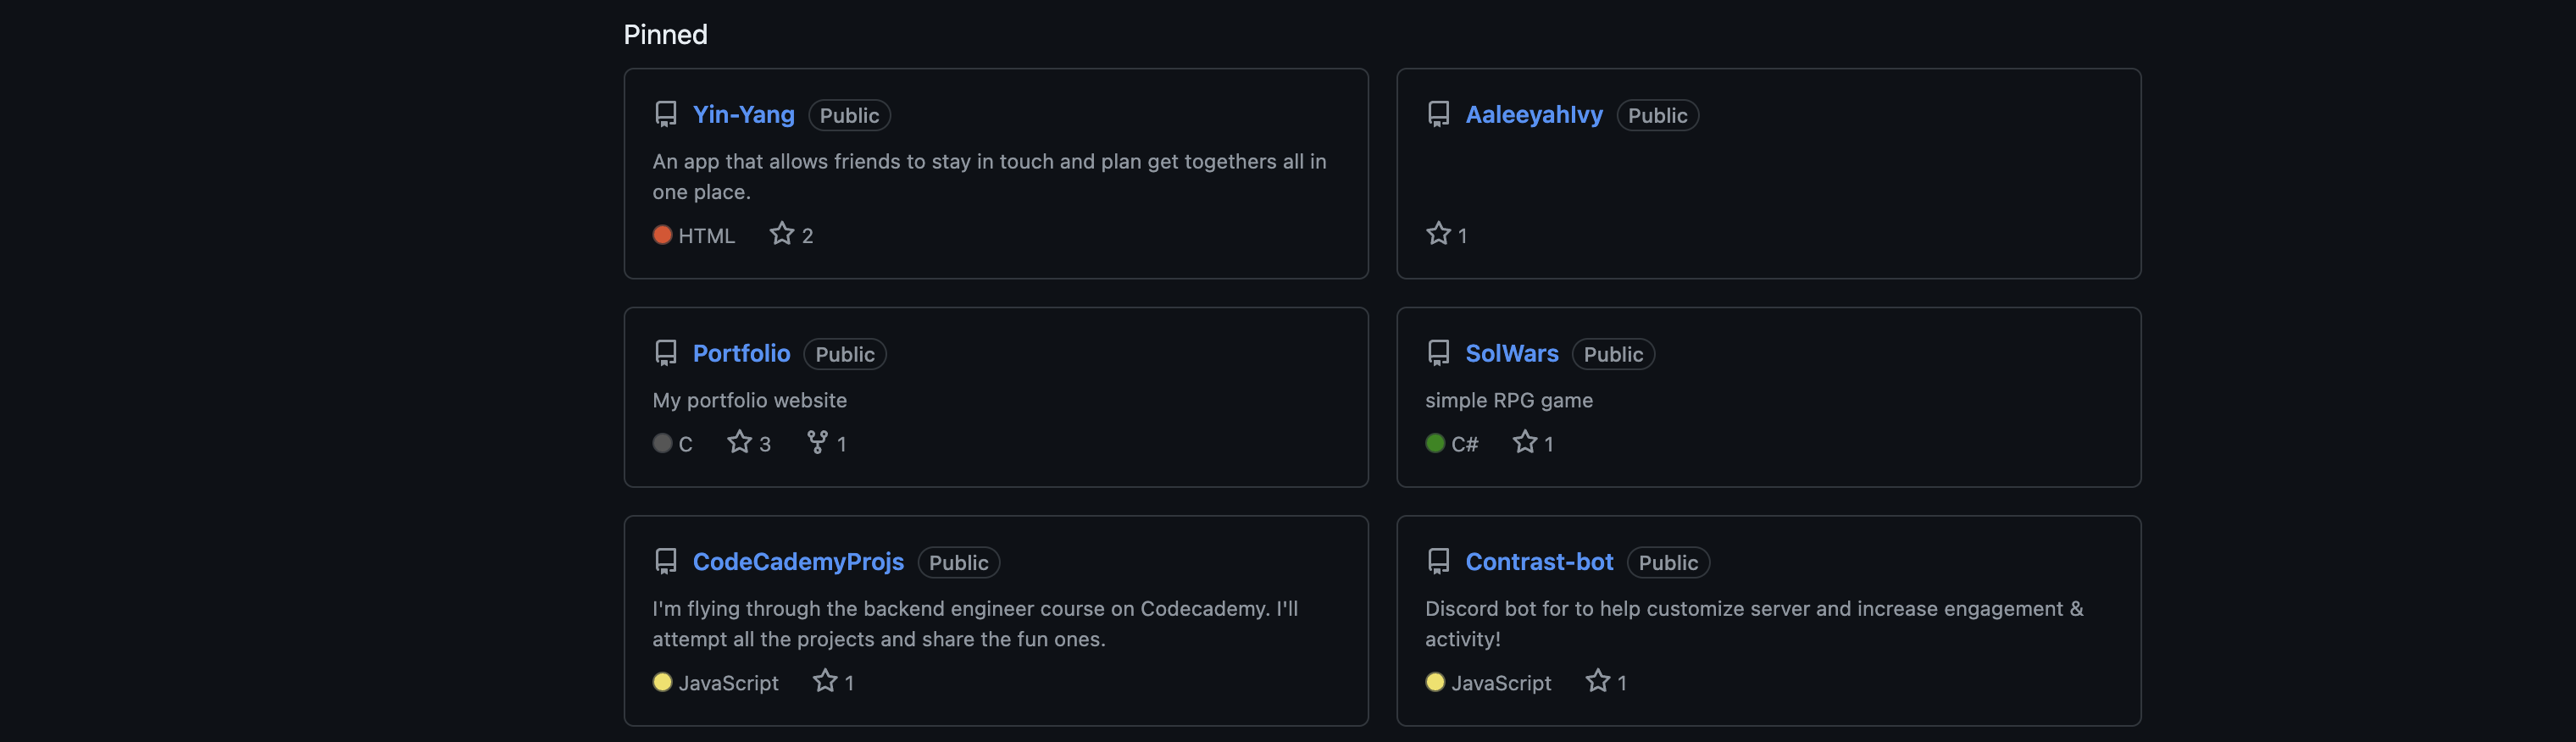 Pinned
Yin-Yang Public
An app that allows friends to stay in touch and plan get togethers all in
one place.
HTML 2
AaleeyahIvy Public
1
Portfolio Public
My portfolio website
C 3 1
SolWars Public
simple RPG game
C# 1
CodeCademyProjs Public
I'm flying through the backend engineer course on Codecademy. I'll
attempt all the projects and share the fun ones.
JavaScript 1
Contrast-bot Public
Discord bot for to help customize server and increase engagement &
activity!
JavaScript 1